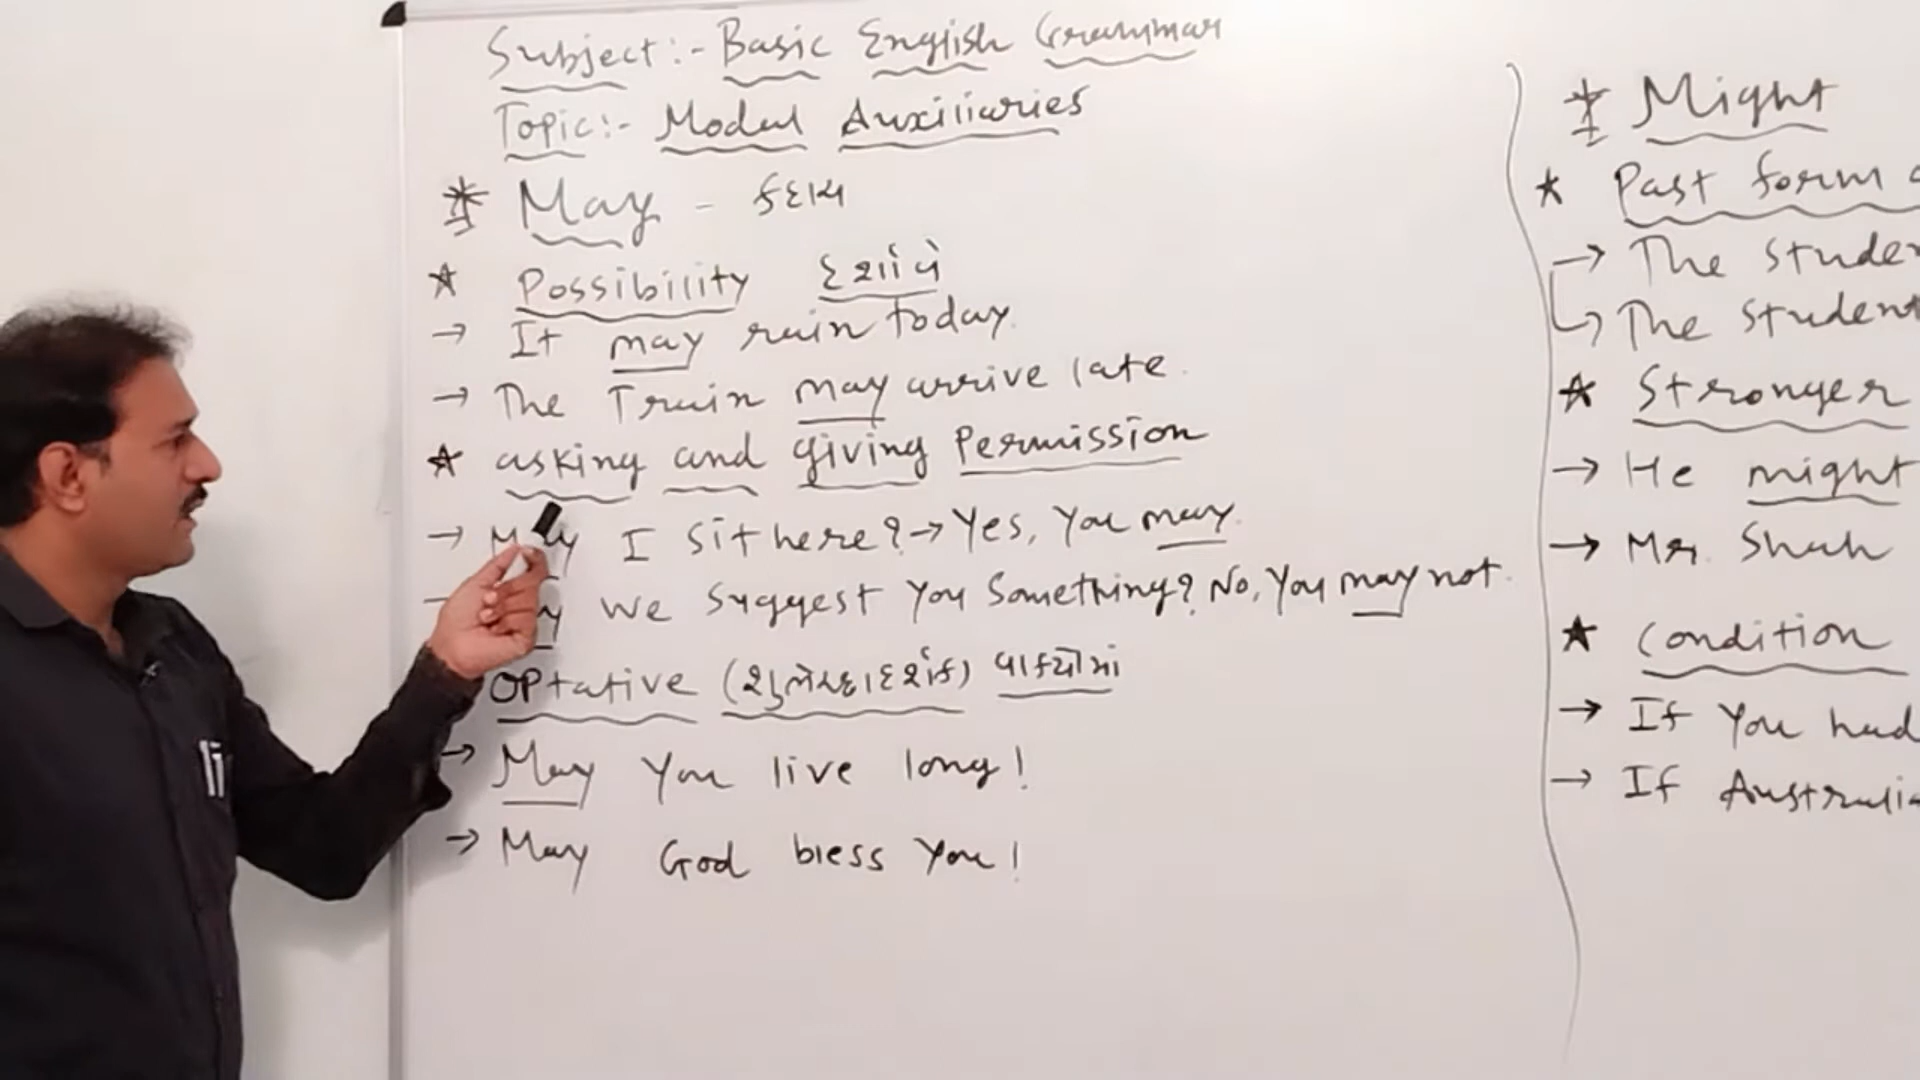 Subject:- Basic English Grammar
Topic:- Modal Auxiliaries
* May - કદાચ
* Possibility દર્શાવે
→ It may rain today.
→ The Train may arrive late.
* asking and giving Permission
→ May I Sit here? → Yes, You may.
→ we Suggest You Something? No, You may not.
Optative (શુભેચ્છાદર્શક) વાક્યોમાં
→ May You live long!
→ May God bless You!
* Might
* Past form
→ The Studen
→ The Student
* Stronger
→ He might
→ Mr. Shah
* Condition
→ If You had
→ If Australia